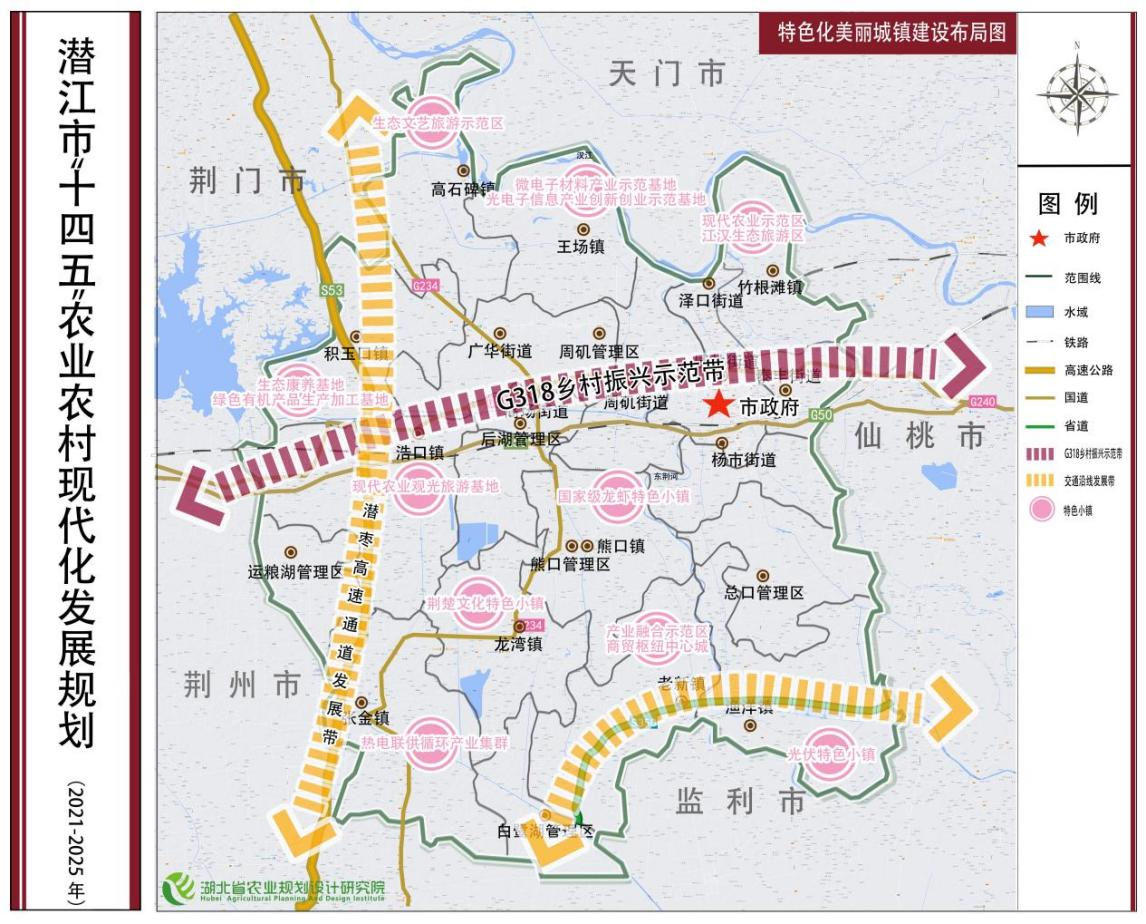 潜江市“十四五”农业农村现代化发展规划
（2021-2025年）
特色化美丽城镇建设布局图
天门市
荆门市
生态文艺旅游示范区
高石碑镇
汉江
微电子材料产业示范基地
光电子信息产业创新创业示范基地
王场镇
现代农业示范区
江汉生态旅游区
竹根滩镇
泽口街道
S53
G234
积玉口镇
广华街道
周矶管理区
生态康养基地
绿色有机产品生产加工基地
G318乡村振兴示范带
周矶街道
市政府
G240
G50
仙桃市
后湖管理区
浩口镇
杨市街道
东荆河
现代农业观光旅游基地
国家级龙虾特色小镇
潜枣高速通道发展带
运粮湖管理区
熊口镇
熊口管理区
总口管理区
荆楚文化特色小镇
234
龙湾镇
产业融合示范区
商贸枢纽中心城
荆州市
老新镇
张金镇
渔洋镇
热电联供循环产业集群
光伏特色小镇
监利市
白鹭湖管理区
湖北省农业规划设计研究院
Hubei Agricultural Planning And Design Institute
N
图例
市政府
范围线
水域
铁路
高速公路
国道
省道
G318乡村振兴示范带
交通沿线发展带
特色小镇